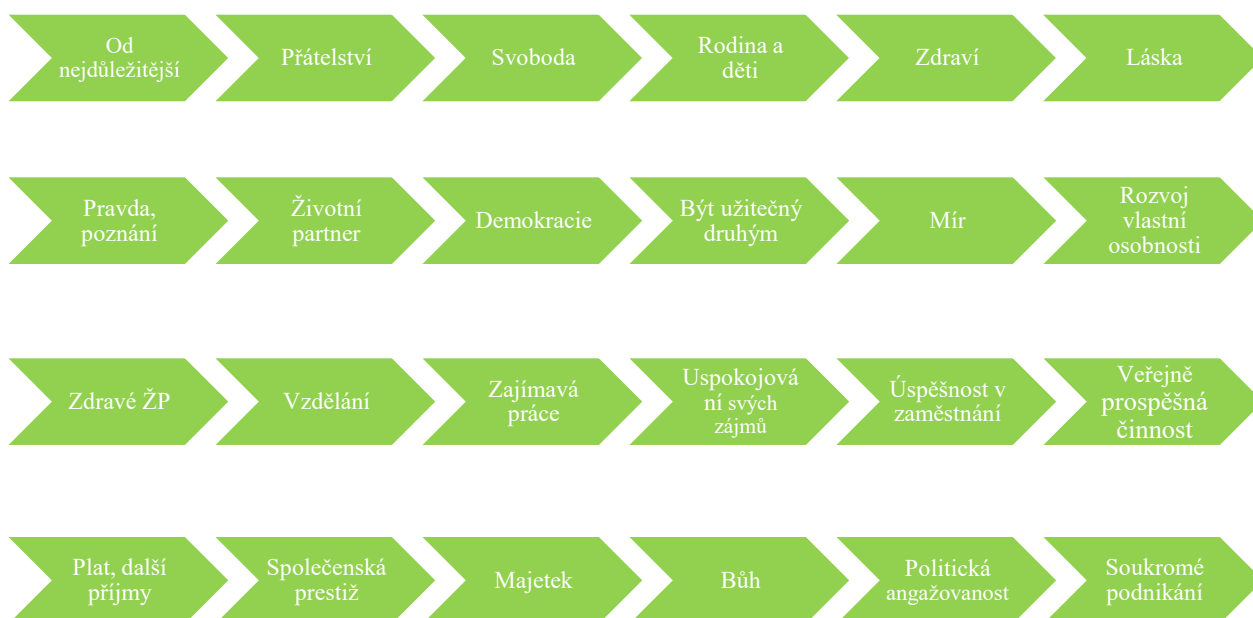 Od
nejdůležitější
Přátelství
Svoboda
Rodina a
děti
Zdraví
Láska
Pravda,
poznání
Životní
partner
Demokracie
Být užitečný
druhým
Mír
Rozvoj
vlastní
osobnosti
Zdravé ŽP
Vzdělání
Zajímavá
práce
Uspokojová
ní svých
zájmů
Úspěšnost v
zaměstnání
Veřejně
prospěšná
činnost
Plat, další
příjmy
Společenská
prestiž
Majetek
Bůh
Politická
angažovanost
Soukromé
podnikání